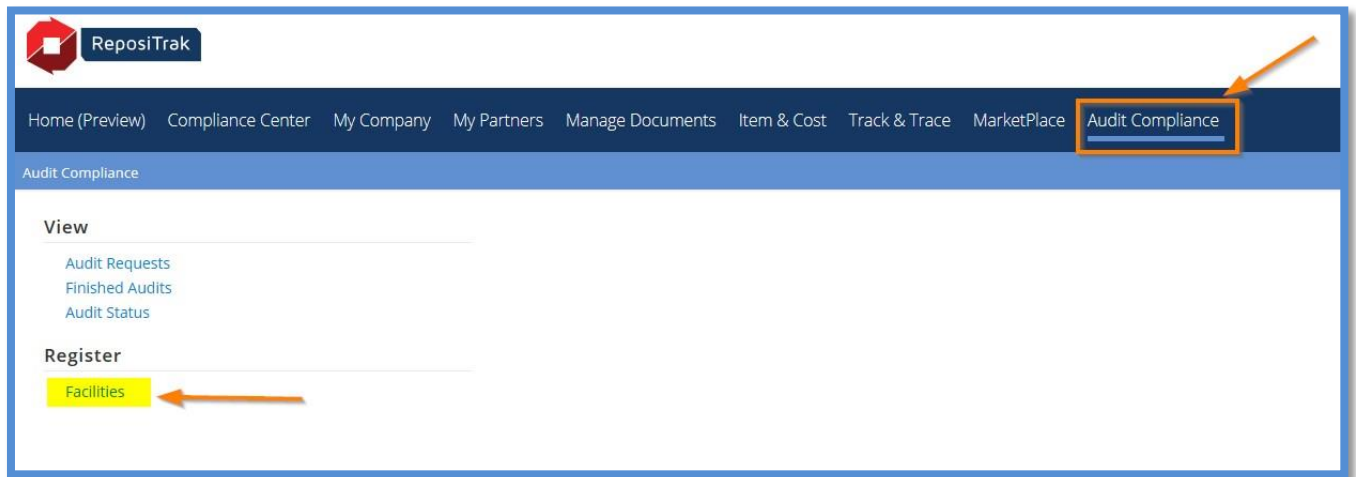 ReposiTrak
Home (Preview) Compliance Center My Company My Partners Manage Documents Item & Cost Track & Trace MarketPlace Audit Compliance
Audit Compliance
View
Audit Requests
Finished Audits
Audit Status
Register
Facilities